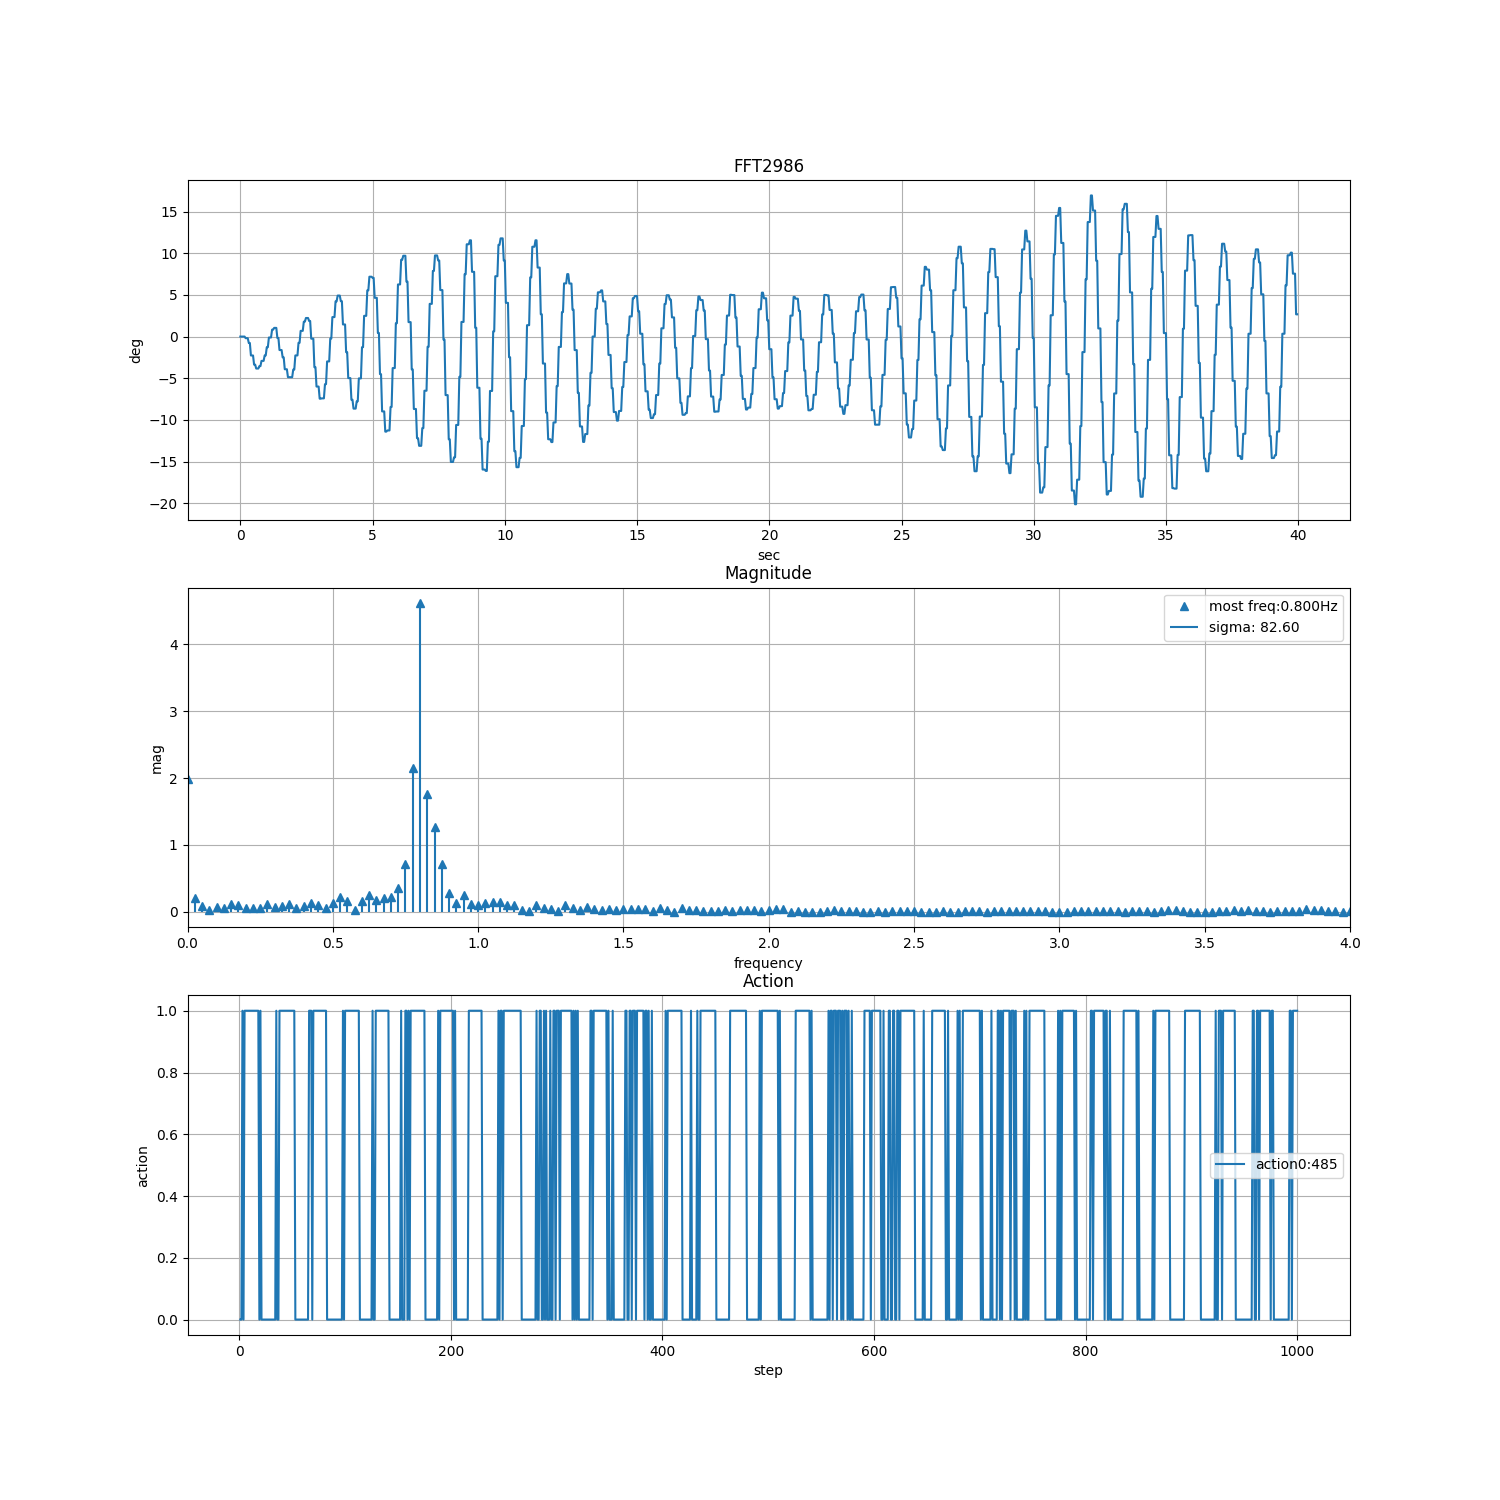 FFT2986
15
10
5
0
−5
−10
−15
−20
deg
0 5 10 15 20 25 30 35 40
sec
Magnitude
most freq:0.800Hz
sigma: 82.60
4
3
2
1
0
mag
0.0 0.5 1.0 1.5 2.0 2.5 3.0 3.5 4.0
frequency
Action
1.0
0.8
0.6
0.4
0.2
0.0
action
action0:485
0 200 400 600 800 1000
step